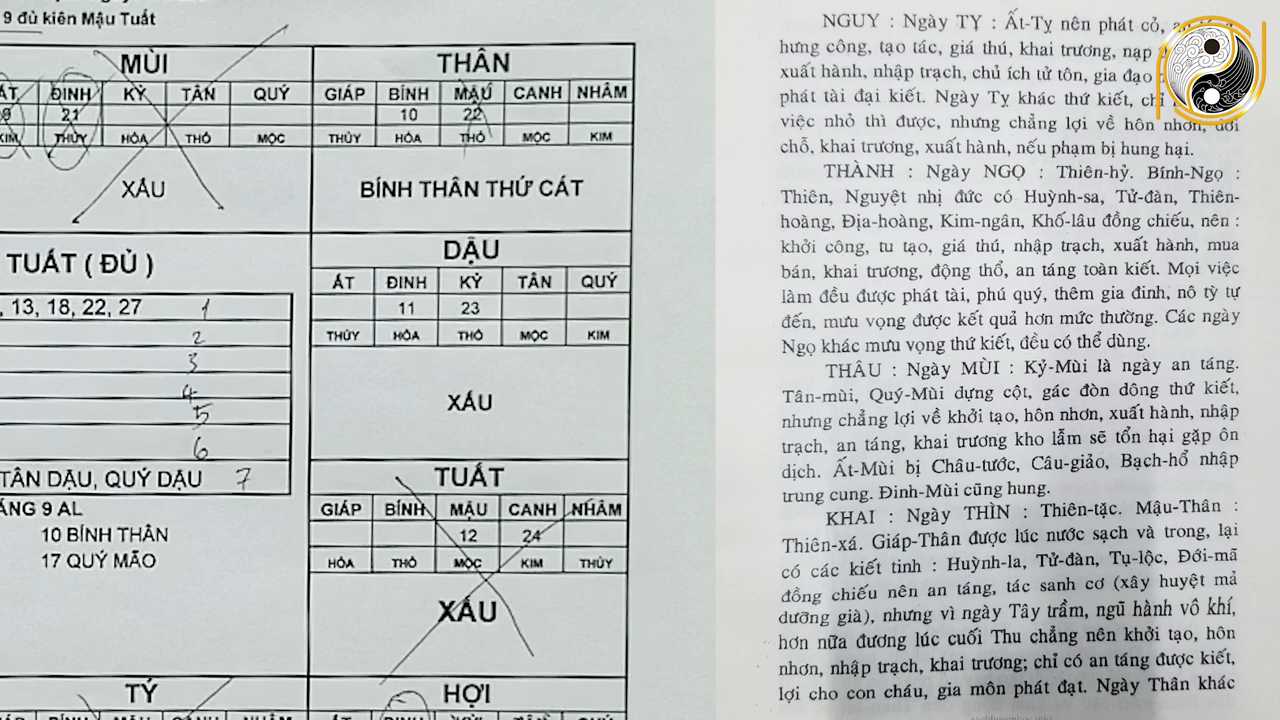 9 đủ kiên Mậu Tuất
MÙI
ĐINH KỶ TÂN QUÝ
21
THỦY HỎA THỔ MỘC
XẤU
THÂN
GIÁP BÍNH MẬU CANH NHÂM
10 22
THỦY HỎA THỔ MỘC KIM
BÍNH THÂN THỨ CÁT
TUẤT ( ĐỦ )
, 13, 18, 22, 27 1
2
3
4
5
6
TÂN DẬU, QUÝ DẬU 7
9 AL
10 BÍNH THÂN
17 QUÝ MÃO
DẬU
ẤT ĐINH KỶ TÂN QUÝ
11 23
THỦY HỎA THỔ MỘC KIM
XẤU
TUẤT
GIÁP BÍNH MẬU CANH NHÂM
12 24
HỎA THỔ MỘC KIM THỦY
XẤU
TÝ
HỢI
NGUY : Ngày TỴ : Ất-Tỵ nên phát cỏ,
hưng công, tạo tác, giá thú, khai trương, nạp
xuất hành, nhập trạch, chủ ích tử tôn, gia đạo
phát tài đại kiết. Ngày Tỵ khác thứ kiết, chỉ
việc nhỏ thì được, nhưng chẳng lợi về hôn nhơn, dời
chỗ, khai trương, xuất hành, nếu phạm bị hung hại.
THÀNH : Ngày NGỌ : Thiên-hỷ. Bính-Ngọ :
Thiên, Nguyệt nhị đức có Huỳnh-sa, Tử-đàn, Thiên-
hoàng, Địa-hoàng, Kim-ngân, Khố-lâu đồng chiếu, nên :
khởi công, tu tạo, giá thú, nhập trạch, xuất hành, mua
bán, khai trương, động thổ, an táng toàn kiết. Mọi việc
làm đều được phát tài, phú quý, thêm gia đinh, nô tỳ tự
đến, mưu vọng được kết quả hơn mức thường. Các ngày
Ngọ khác mưu vọng thứ kiết, đều có thể dùng.
THÂU : Ngày MÙI : Kỷ-Mùi là ngày an táng.
Tân-mùi, Quý-Mùi dựng cột, gác đòn dông thứ kiết,
nhưng chẳng lợi về khởi tạo, hôn nhơn, xuất hành, nhập
trạch, an táng, khai trương kho lẫm sẽ tổn hại gặp ôn
dịch. Ất-Mùi bị Châu-tước, Câu-giảo, Bạch-hổ nhập
trung cung. Đinh-Mùi cũng hung.
KHAI : Ngày THÌN : Thiên-tặc. Mậu-Thân :
Thiên-xá. Giáp-Thân được lúc nước sạch và trong, lại
có các kiết tinh : Huỳnh-la, Tử-đàn, Tụ-lộc, Đới-mã
đồng chiếu nên an táng, tác sanh cơ (xây huyệt mả
dưỡng già), nhưng vì ngày Tây trầm, ngũ hành vô khí,
hơn nữa đương lúc cuối Thu chẳng nên khởi tạo, hôn
nhơn, nhập trạch, khai trương; chỉ có an táng được kiết,
lợi cho con cháu, gia môn phát đạt. Ngày Thân khác